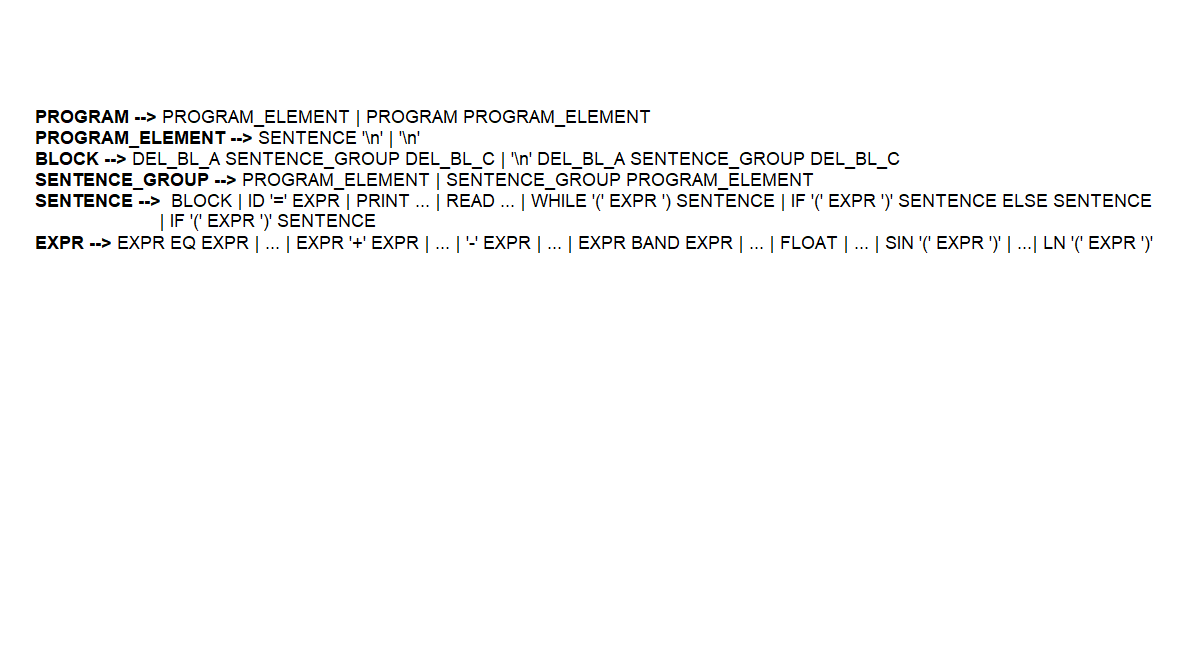 PROGRAM --> PROGRAM_ELEMENT | PROGRAM PROGRAM_ELEMENT
PROGRAM_ELEMENT --> SENTENCE '\n' | '\n'
BLOCK --> DEL_BL_A SENTENCE_GROUP DEL_BL_C | '\n' DEL_BL_A SENTENCE_GROUP DEL_BL_C
SENTENCE_GROUP --> PROGRAM_ELEMENT | SENTENCE_GROUP PROGRAM_ELEMENT
SENTENCE --> BLOCK | ID '=' EXPR | PRINT ... | READ ... | WHILE '(' EXPR ') SENTENCE | IF '(' EXPR ')' SENTENCE ELSE SENTENCE
| IF '(' EXPR ')' SENTENCE
EXPR --> EXPR EQ EXPR | ... | EXPR '+' EXPR | ... | '-' EXPR | ... | EXPR BAND EXPR | ... | FLOAT | ... | SIN '(' EXPR ')' | ...| LN '(' EXPR ')'